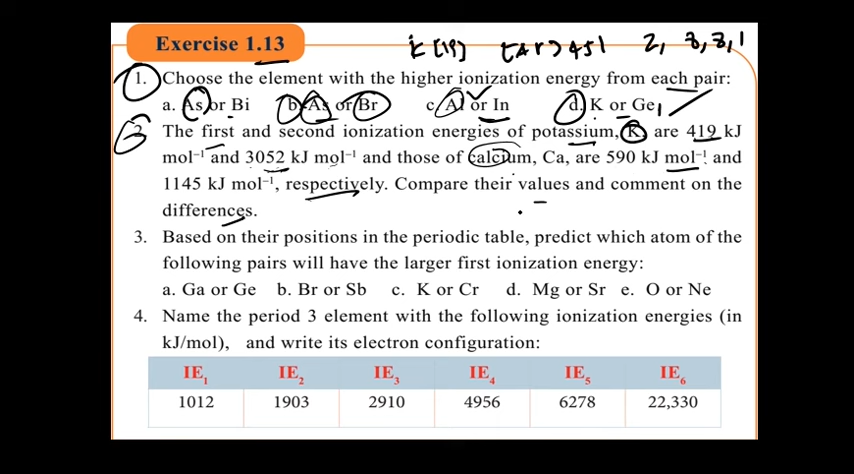 Exercise 1.13
K [19] [Ar] 4S1 2, 8, 8, 1
1. Choose the element with the higher ionization energy from each pair:
a. As or Bi b. As or Br c. Al or In d. K or Ge
2. The first and second ionization energies of potassium, K, are 419 kJ
mol⁻¹ and 3052 kJ mol⁻¹ and those of calcium, Ca, are 590 kJ mol⁻¹ and
1145 kJ mol⁻¹, respectively. Compare their values and comment on the
differences.
3. Based on their positions in the periodic table, predict which atom of the
following pairs will have the larger first ionization energy:
a. Ga or Ge b. Br or Sb c. K or Cr d. Mg or Sr e. O or Ne
4. Name the period 3 element with the following ionization energies (in
kJ/mol), and write its electron configuration:
IE₁ IE₂ IE₃ IE₄ IE₅ IE₆
1012 1903 2910 4956 6278 22,330